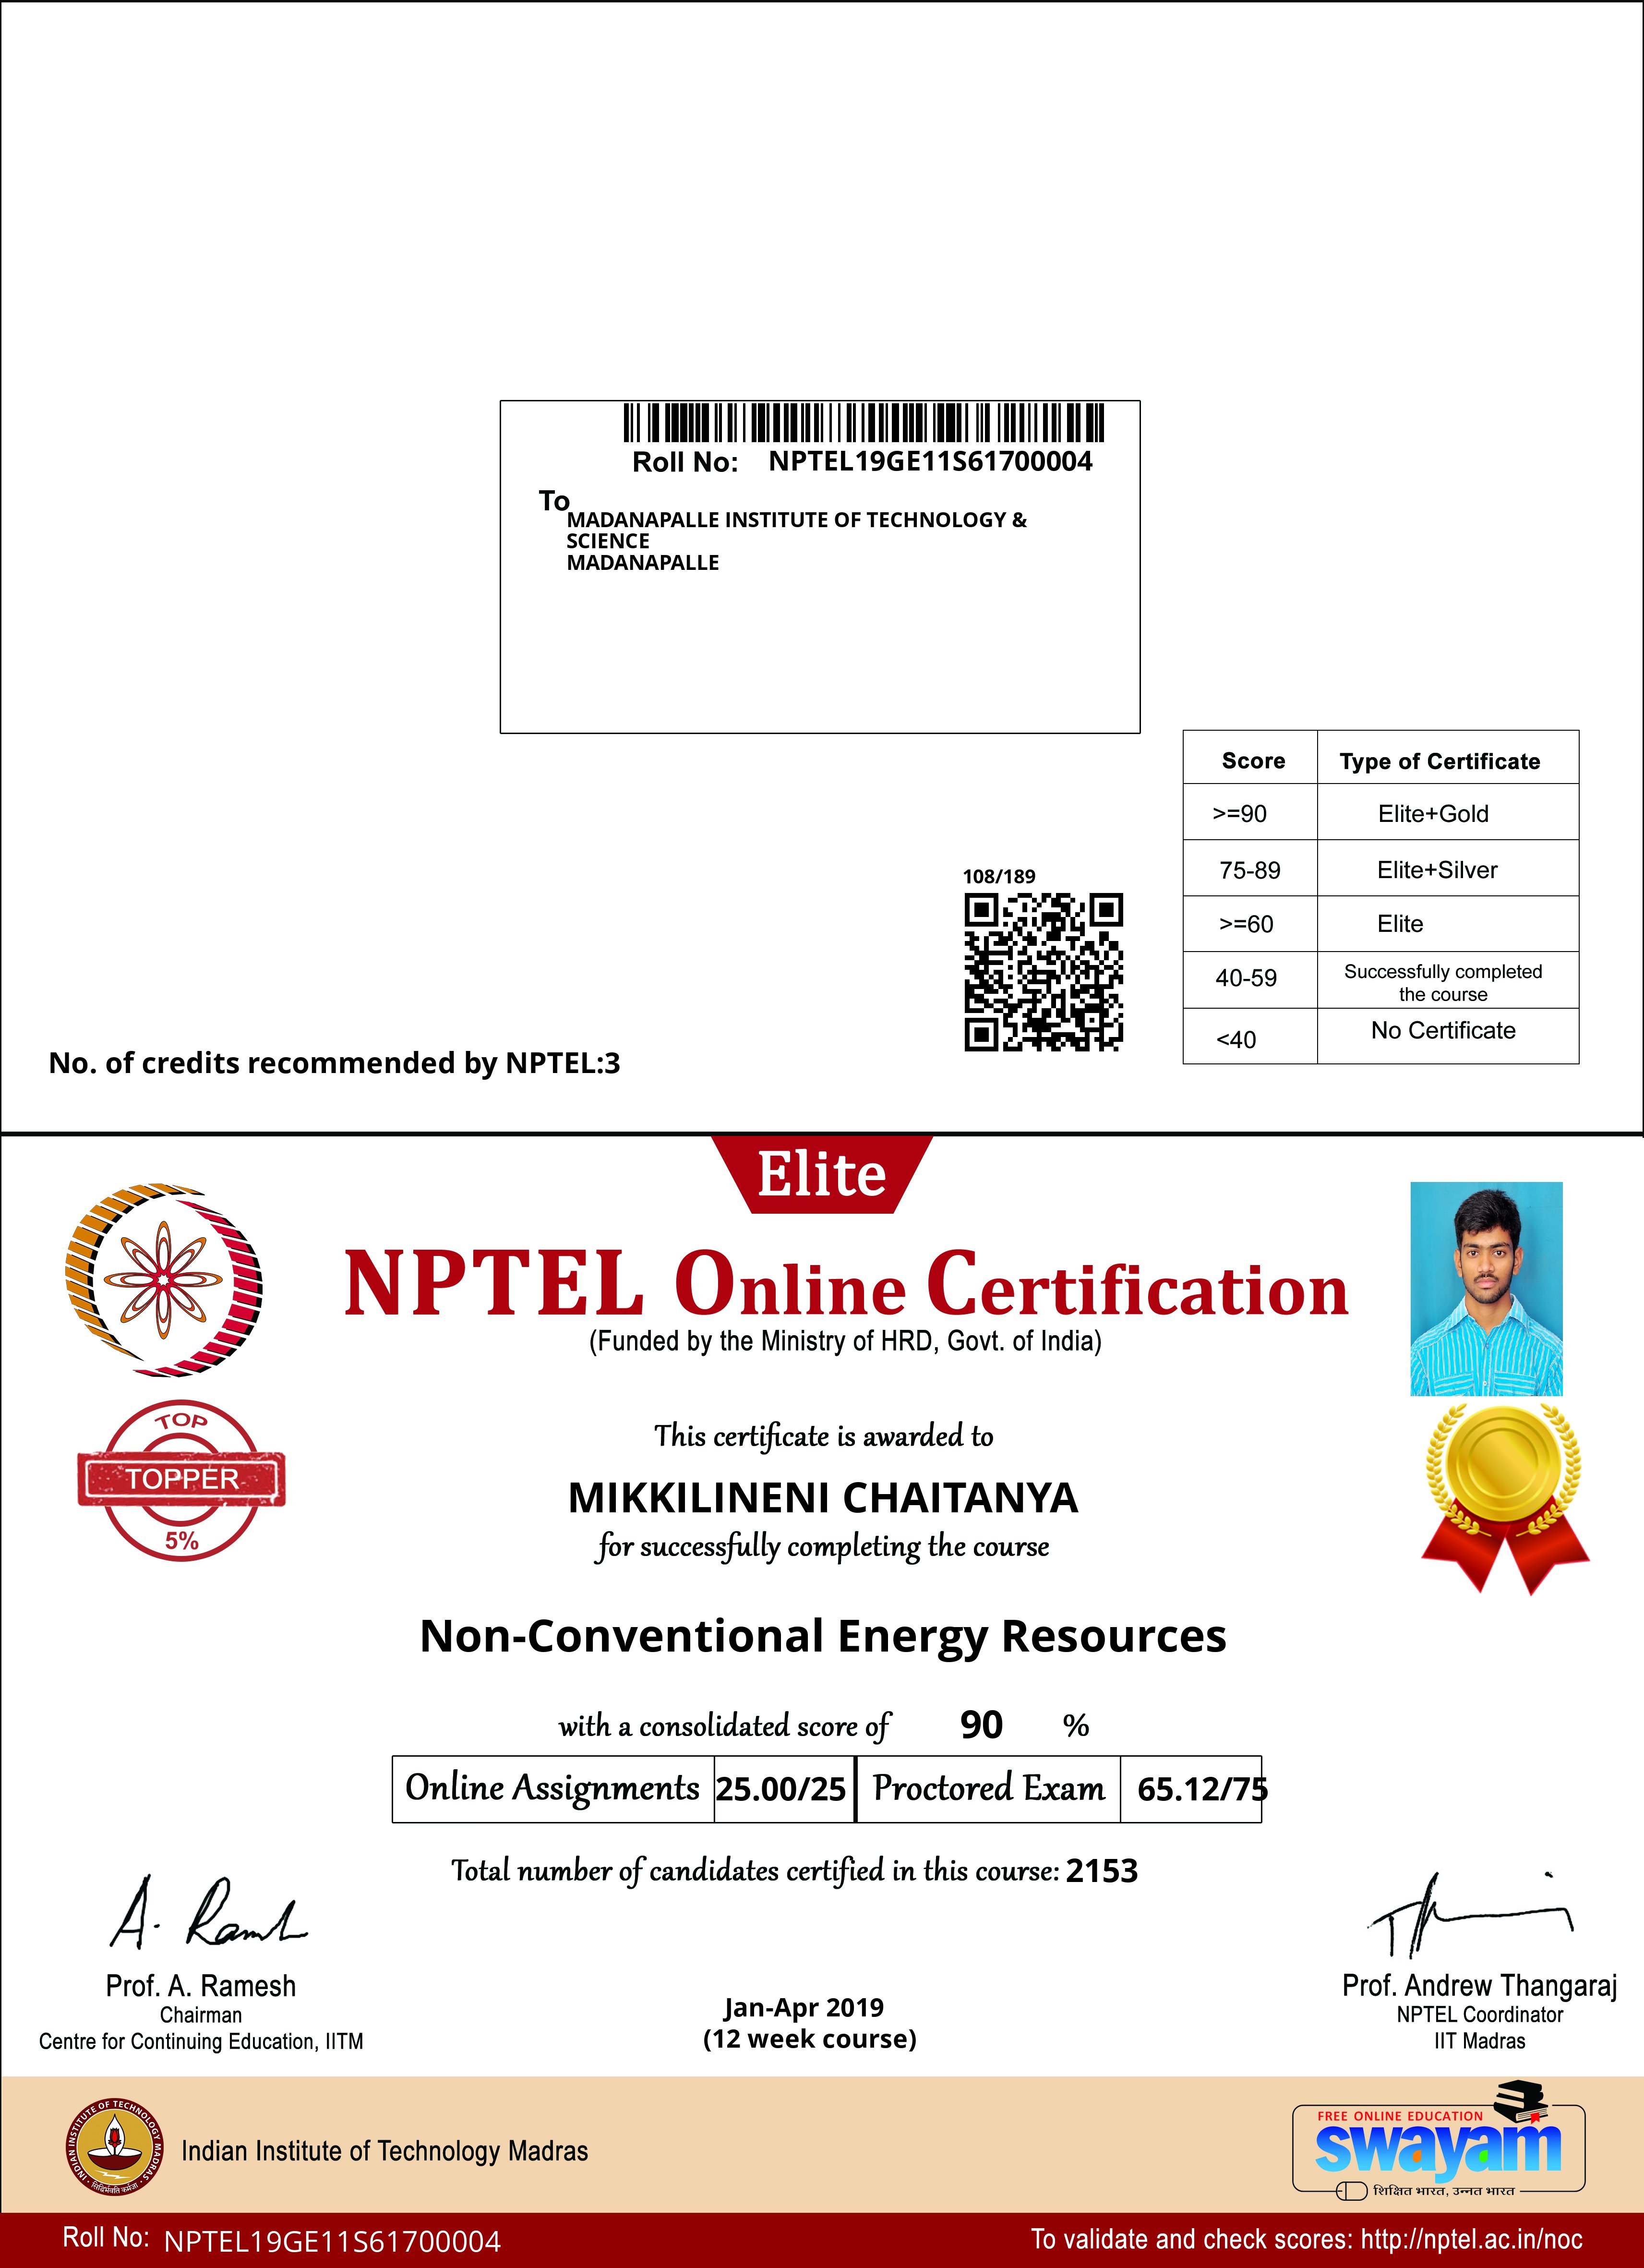 Roll No: NPTEL19GE11S61700004
To
MADANAPALLE INSTITUTE OF TECHNOLOGY &
SCIENCE
MADANAPALLE
Score Type of Certificate
>=90 Elite+Gold
75-89 Elite+Silver
>=60 Elite
40-59 Successfully completed
the course
<40 No Certificate
108/189
No. of credits recommended by NPTEL:3
Elite
NPTEL Online Certification
(Funded by the Ministry of HRD, Govt. of India)
TOP
TOPPER
5%
This certificate is awarded to
MIKKILINENI CHAITANYA
for successfully completing the course
Non-Conventional Energy Resources
with a consolidated score of 90 %
Online Assignments 25.00/25 Proctored Exam 65.12/75
Total number of candidates certified in this course: 2153
A. Ramesh
Prof. A. Ramesh
Chairman
Centre for Continuing Education, IITM
Jan-Apr 2019
(12 week course)
Prof. Andrew Thangaraj
NPTEL Coordinator
IIT Madras
INDIAN INSTITUTE OF TECHNOLOGY MADRAS
सिद्धिर्भवति कर्मजा
Indian Institute of Technology Madras
FREE ONLINE EDUCATION
swayam
शिक्षित भारत, उन्नत भारत
Roll No: NPTEL19GE11S61700004
To validate and check scores: http://nptel.ac.in/noc